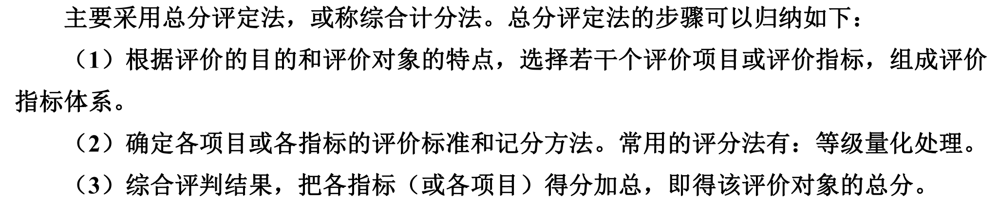 主要采用总分评定法，或称综合计分法。总分评定法的步骤可以归纳如下：
（1）根据评价的目的和评价对象的特点，选择若干个评价项目或评价指标，组成评价
指标体系。
（2）确定各项目或各指标的评价标准和记分方法。常用的评分法有：等级量化处理。
（3）综合评判结果，把各指标（或各项目）得分加总，即得该评价对象的总分。